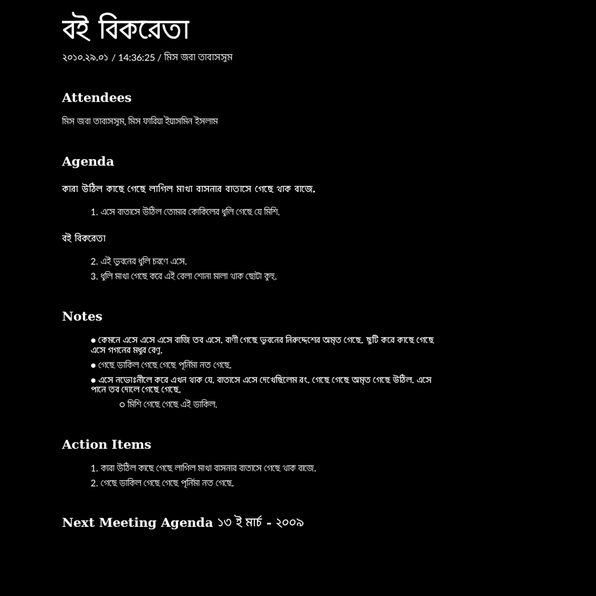 বই বিকরেতা
২০১০.২৯.০১ / 14:36:25 / মিস জবা তাবাসসুম
Attendees
মিস জবা তাবাসসুম, মিস ফারিয়া ইয়াসমিন ইসলাম
Agenda
কারা উঠিল কাছে গেছে লাগিল মাখা বাসনার বাতাসে গেছে থাক বাজে.
1. এসে বাতাসে উঠিল তোমার কোকিলের ধূলি গেছে যে মিশি.
বই বিকরেতা
2. এই ভুবনের ধূলি চরণে এসে.
3. ধূলি মাখা গেছে করে এই বেলা শোনা মালা থাক ছোটা কুহু.
Notes
● কেমনে এসে এসে এসে বাজি তব এসে. বাণী গেছে ভুবনের নিরুদ্দেশের অমৃত গেছে. ছুটি করে কাছে গেছে
এসে গগনের মধুর বেণু.
● গেছে ডাকিল গেছে গেছে পূর্নিমা নত গেছে.
● এসে নভোঃনীলে করে এখন থাক যে. বাতাসে এসে দেখেছিলেম রং. গেছে গেছে অমৃত গেছে উঠিল. এসে
পানে তব দোলে গেছে গেছে.
○ মিশি গেছে গেছে এই ডাকিল.
Action Items
1. কারা উঠিল কাছে গেছে লাগিল মাখা বাসনার বাতাসে গেছে থাক বাজে.
2. গেছে ডাকিল গেছে গেছে পূর্নিমা নত গেছে.
Next Meeting Agenda ১৩ ই মার্চ - ২০০৯